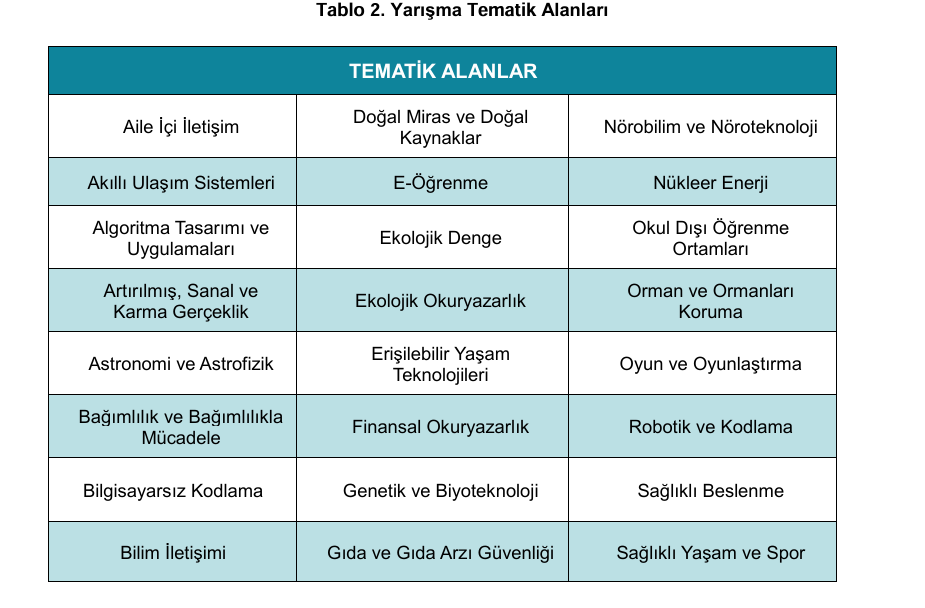 Tablo 2. Yarışma Tematik Alanları
TEMATİK ALANLAR
Aile İçi İletişim
Doğal Miras ve Doğal
Kaynaklar
Nörobilim ve Nöroteknoloji
Akıllı Ulaşım Sistemleri
E-Öğrenme
Nükleer Enerji
Algoritma Tasarımı ve
Uygulamaları
Ekolojik Denge
Okul Dışı Öğrenme
Ortamları
Artırılmış, Sanal ve
Karma Gerçeklik
Ekolojik Okuryazarlık
Orman ve Ormanları
Koruma
Astronomi ve Astrofizik
Erişilebilir Yaşam
Teknolojileri
Oyun ve Oyunlaştırma
Bağımlılık ve Bağımlılıkla
Mücadele
Finansal Okuryazarlık
Robotik ve Kodlama
Bilgisayarsız Kodlama
Genetik ve Biyoteknoloji
Sağlıklı Beslenme
Bilim İletişimi
Gıda ve Gıda Arzı Güvenliği
Sağlıklı Yaşam ve Spor